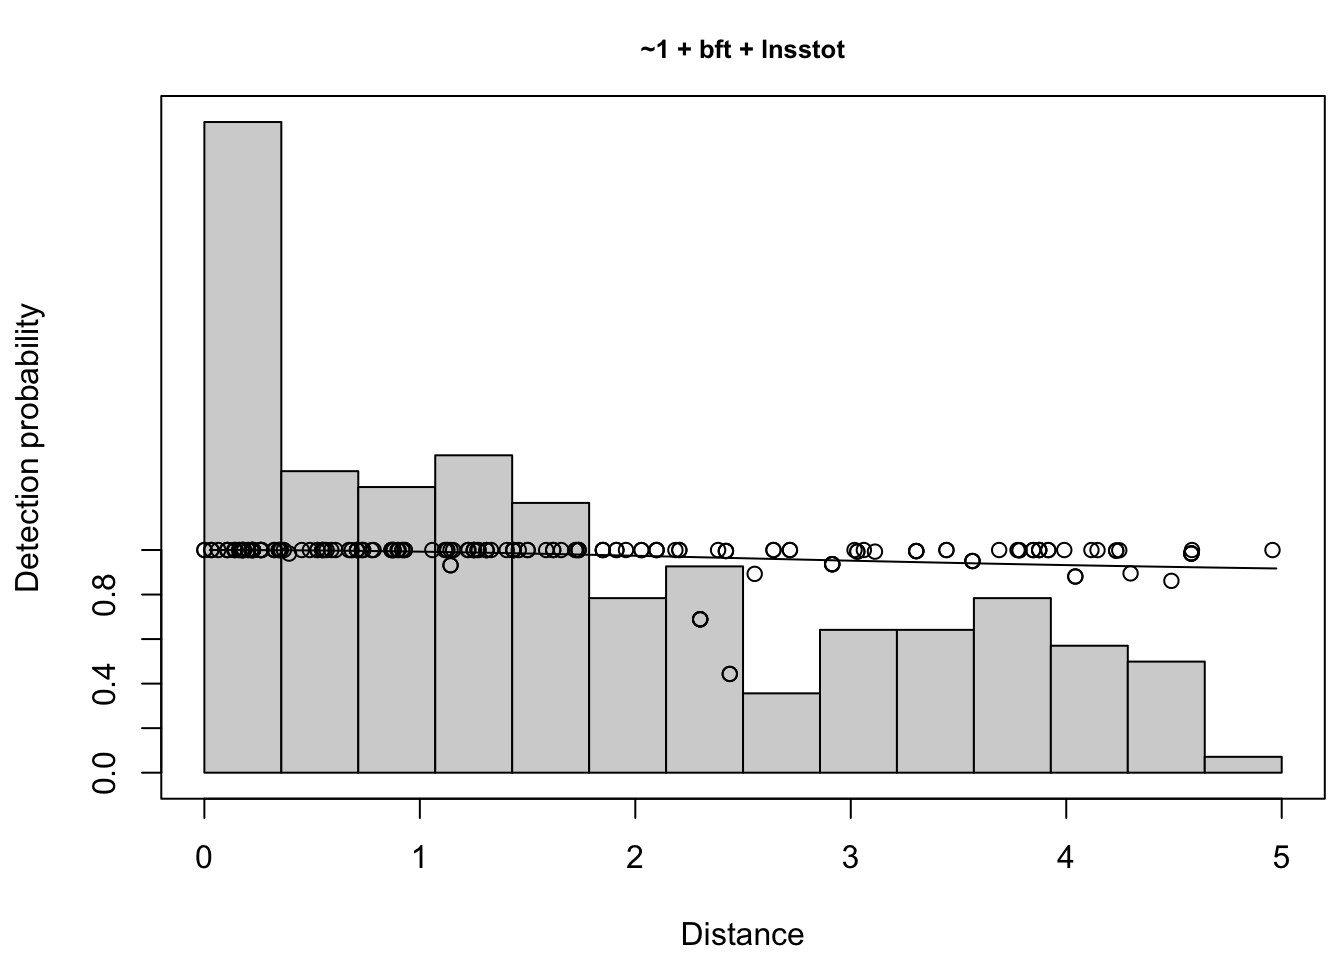 ~1 + bft + lnsstot
Detection probability
0.8
0.4
0.0
0 1 2 3 4 5
Distance